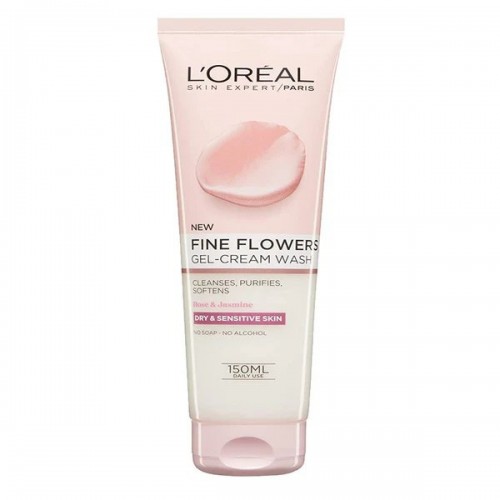 L'ORÉAL
SKIN EXPERT/PARIS
NEW
FINE FLOWERS
GEL-CREAM WASH
CLEANSES, PURIFIES,
SOFTENS
Rose & Jasmine
DRY & SENSITIVE SKIN
NO SOAP - NO ALCOHOL
150ML
DAILY USE